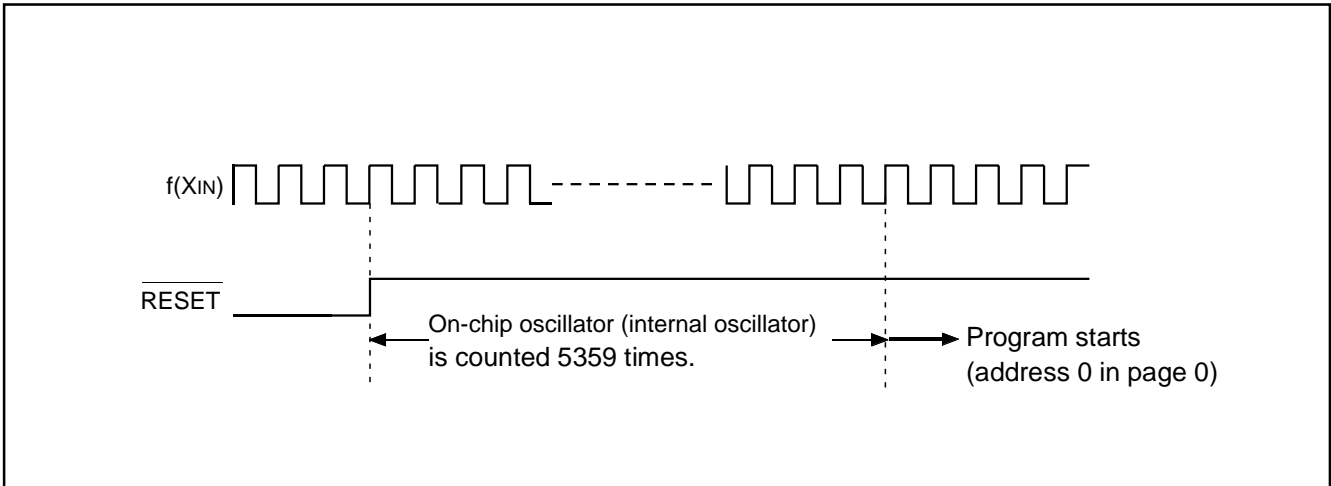 f(XIN)
RESET
On-chip oscillator (internal oscillator)
is counted 5359 times.
Program starts
(address 0 in page 0)